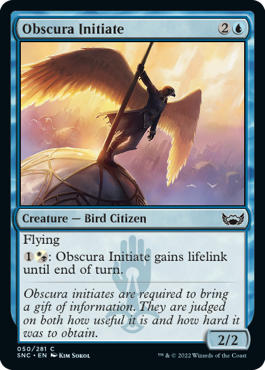 Obscura Initiate 2
Creature — Bird Citizen
Flying
1: Obscura Initiate gains lifelink
until end of turn.
Obscura initiates are required to bring
a gift of information. They are judged
on both how useful it is and how hard it
was to obtain.
2/2
050/281 C
SNC • EN Kim Sokol
™ & © 2022 Wizards of the Coast